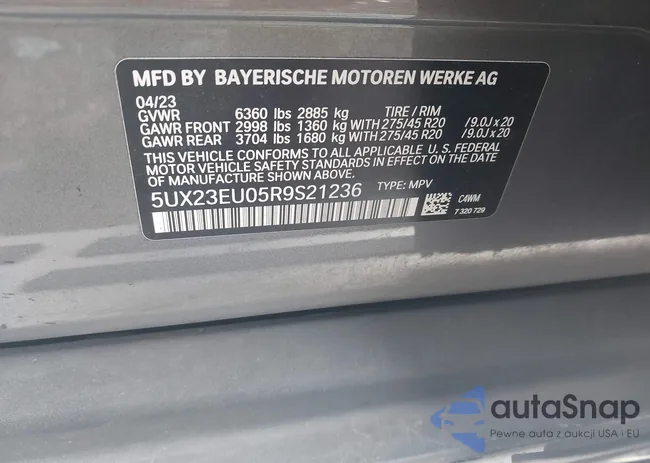 MFD BY BAYERISCHE MOTOREN WERKE AG
04/23
GVWR 6360 lbs 2885 kg TIRE / RIM
GAWR FRONT 2998 lbs 1360 kg WITH 275/45 R20 /9.0J x 20
GAWR REAR 3704 lbs 1680 kg WITH 275/45 R20 /9.0J x 20
THIS VEHICLE CONFORMS TO ALL APPLICABLE U. S. FEDERAL
MOTOR VEHICLE SAFETY STANDARDS IN EFFECT ON THE DATE
OF MANUFACTURE SHOWN ABOVE.
5UX23EU05R9S21236 TYPE: MPV
C4WM
7 320 729
autaSnap
Pewne auta z aukcji USA i EU